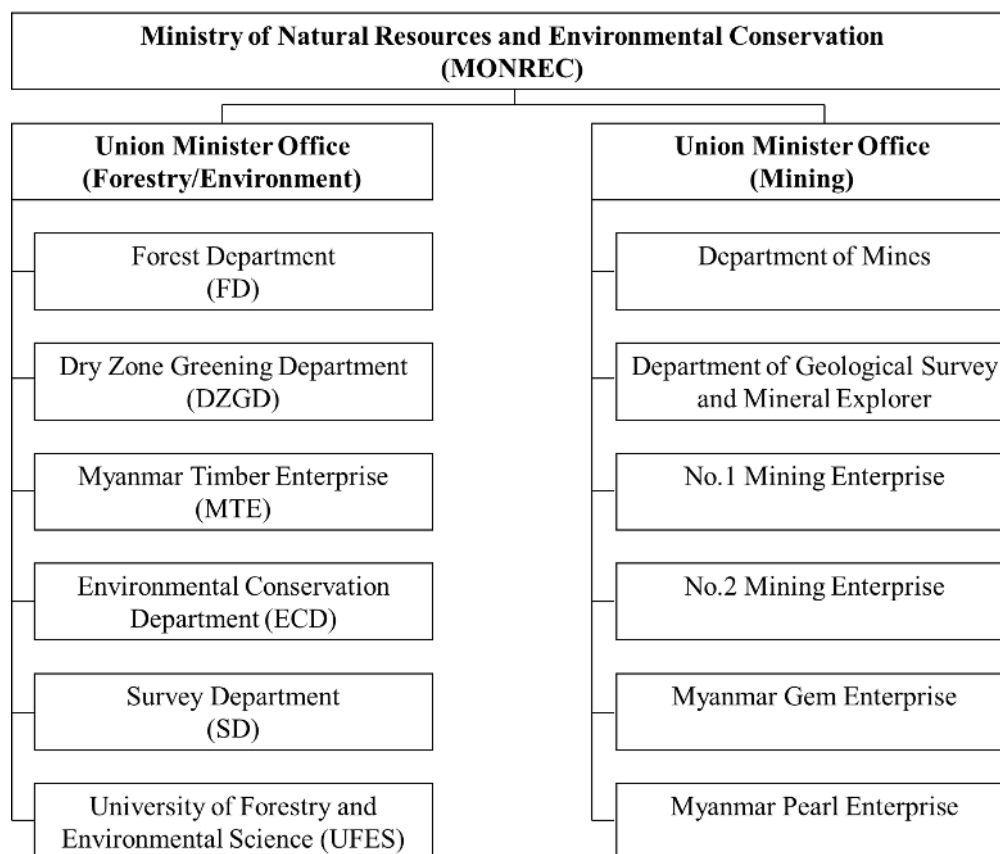 Ministry of Natural Resources and Environmental Conservation
(MONREC)
Union Minister Office
(Forestry/Environment)
Forest Department
(FD)
Dry Zone Greening Department
(DZGD)
Myanmar Timber Enterprise
(MTE)
Environmental Conservation
Department (ECD)
Survey Department
(SD)
University of Forestry and
Environmental Science (UFES)
Union Minister Office
(Mining)
Department of Mines
Department of Geological Survey
and Mineral Explorer
No.1 Mining Enterprise
No.2 Mining Enterprise
Myanmar Gem Enterprise
Myanmar Pearl Enterprise